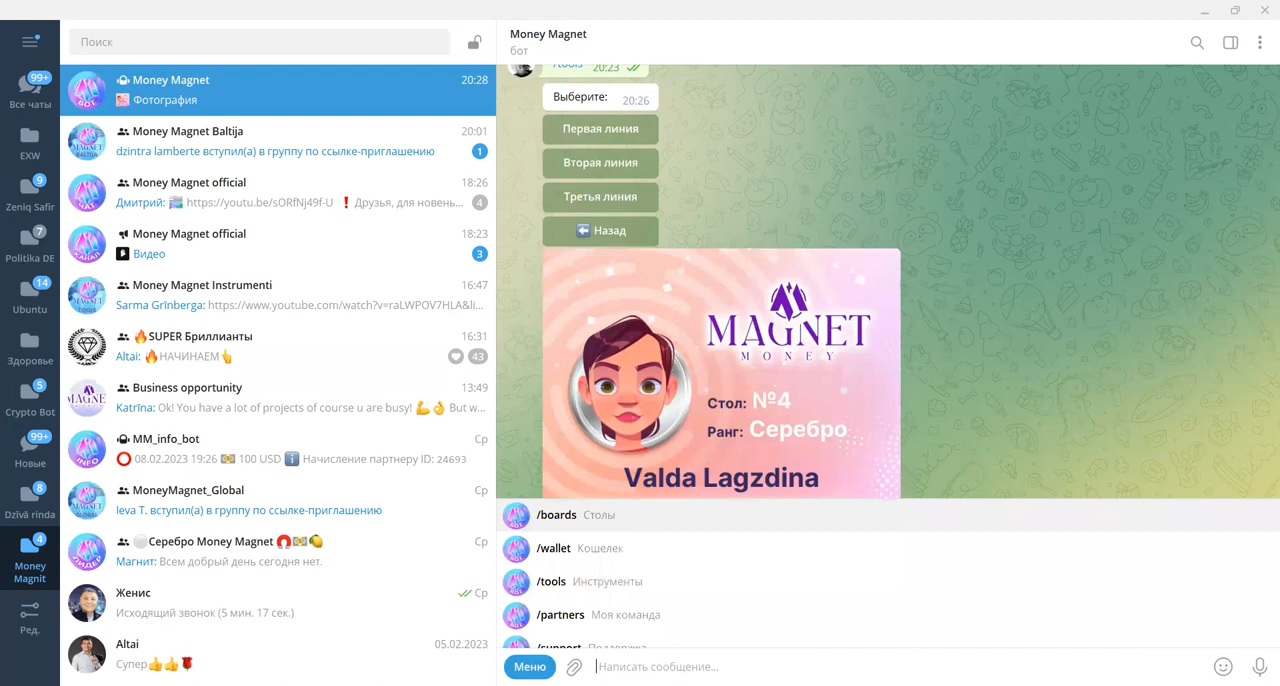 Поиск
99+
Все чаты
EXW
9
Zeniq Safir
7
Politika DE
14
Ubuntu
Здоровье
5
Crypto Bot
99+
Новые
8
Dzīvā rinda
4
Money Magnit
Ред.
Money Magnet 20:28
Фотография
Money Magnet Baltija 20:01
dzintra lamberte вступил(а) в группу по ссылке-приглашению 1
Money Magnet official 18:26
Дмитрий: https://youtu.be/sORfNj49f-U ❗ Друзья, для новень... 4
Money Magnet official 18:23
Видео 3
Money Magnet Instrumenti 16:47
Sarma Grīnberga: https://www.youtube.com/watch?v=raLWPOV7HLA&li...
🔥SUPER Бриллианты 16:31
Altai: 🔥НАЧИНАЕМ👆 43
Business opportunity 13:49
Katrīna: Ok! You have a lot of projects of course u are busy! 💪👌 But w...
MM_info_bot Ср
⭕ 08.02.2023 19:26 💵 100 USD ℹ️ Начисление партнеру ID: 24693
MoneyMagnet_Global Ср
Ieva T. вступил(а) в группу по ссылке-приглашению
⚪Серебро Money Magnet 🧲💵🍋 Ср
Магнит: Всем добрый день сегодня нет.
Женис Ср
Исходящий звонок (5 мин. 17 сек.)
Altai 05.02.2023
Супер👍👍🌹
Money Magnet
бот
/tools 20:23
Выберите: 20:26
Первая линия
Вторая линия
Третья линия
⬅️ Назад
MAGNET
MONEY
Стол: №4
Ранг: Серебро
Valda Lagzdina
/boards Столы
/wallet Кошелек
/tools Инструменты
/partners Моя команда
/support Поддержка
Меню
Написать сообщение...